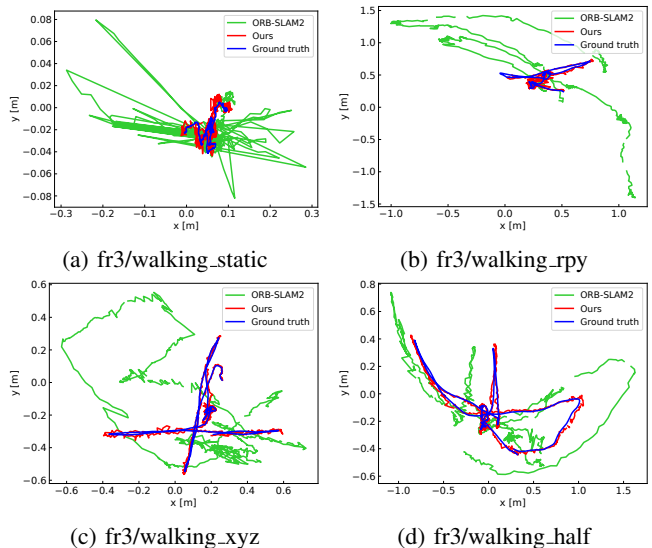 0.08
0.06
0.04
0.02
0.00
−0.02
−0.04
−0.06
−0.08
y [m]
−0.3 −0.2 −0.1 0.0 0.1 0.2 0.3
x [m]
ORB-SLAM2
Ours
Ground truth
(a) fr3/walking_static
1.5
1.0
0.5
0.0
−0.5
−1.0
−1.5
y [m]
−1.0 −0.5 0.0 0.5 1.0
x [m]
ORB-SLAM2
Ours
Ground truth
(b) fr3/walking_rpy
0.6
0.4
0.2
0.0
−0.2
−0.4
−0.6
y [m]
−0.6 −0.4 −0.2 0.0 0.2 0.4 0.6
x [m]
ORB-SLAM2
Ours
Ground truth
(c) fr3/walking_xyz
0.8
0.6
0.4
0.2
0.0
−0.2
−0.4
−0.6
y [m]
−1.0 −0.5 0.0 0.5 1.0 1.5
x [m]
ORB-SLAM2
Ours
Ground truth
(d) fr3/walking_half